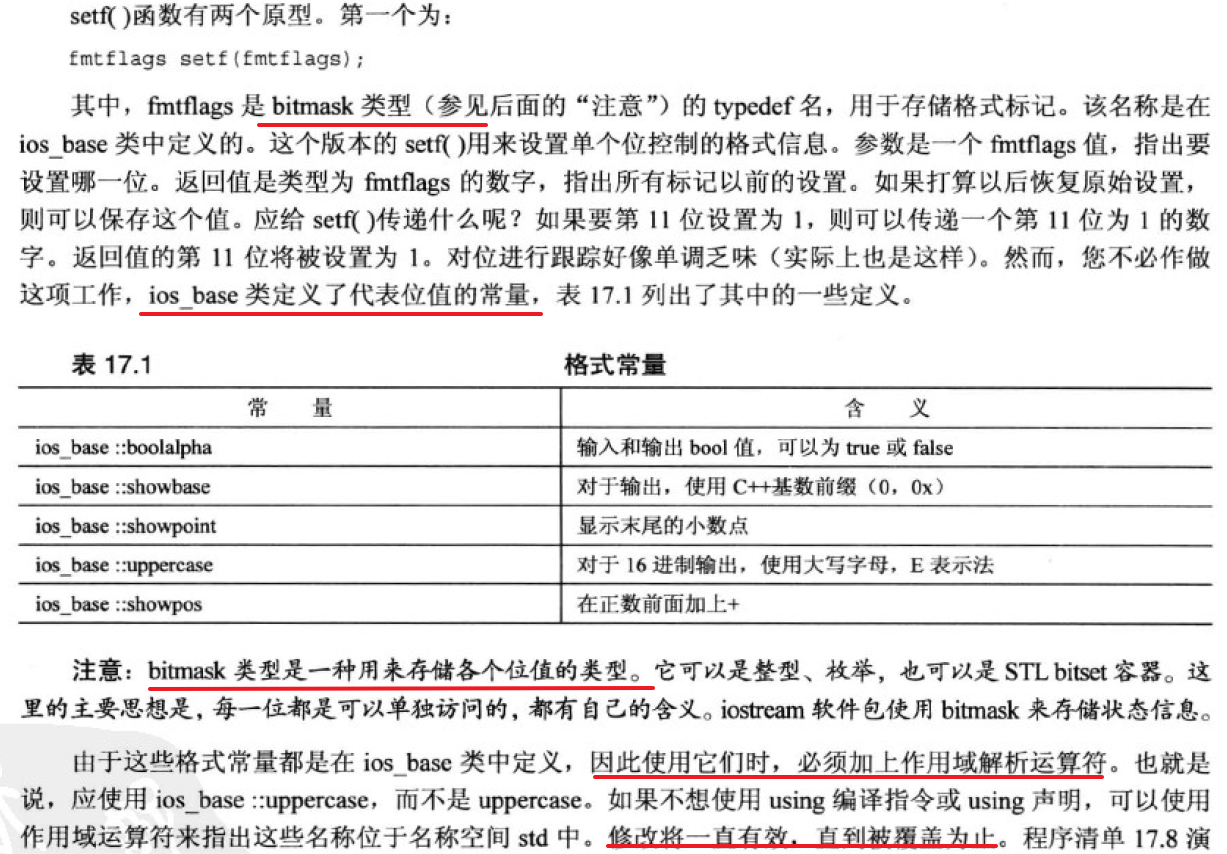 setf( )函数有两个原型。第一个为：
fmtflags setf(fmtflags);
其中，fmtflags 是 bitmask 类型（参见后面的“注意”）的 typedef 名，用于存储格式标记。该名称是在
ios_base 类中定义的。这个版本的 setf( )用来设置单个位控制的格式信息。参数是一个 fmtflags 值，指出要
设置哪一位。返回值是类型为 fmtflags 的数字，指出所有标记以前的设置。如果打算以后恢复原始设置，
则可以保存这个值。应给 setf( )传递什么呢？如果要第 11 位设置为 1，则可以传递一个第 11 位为 1 的数
字。返回值的第 11 位将被设置为 1。对位进行跟踪好像单调乏味（实际上也是这样）。然而，您不必作做
这项工作，ios_base 类定义了代表位值的常量，表 17.1 列出了其中的一些定义。
表 17.1 格式常量
常 量 含 义
ios_base ::boolalpha 输入和输出 bool 值，可以为 true 或 false
ios_base ::showbase 对于输出，使用 C++基数前缀（0，0x）
ios_base ::showpoint 显示末尾的小数点
ios_base ::uppercase 对于 16 进制输出，使用大写字母，E 表示法
ios_base ::showpos 在正数前面加上+
注意：bitmask 类型是一种用来存储各个位值的类型。它可以是整型、枚举，也可以是 STL bitset 容器。这
里的主要思想是，每一位都是可以单独访问的，都有自己的含义。iostream 软件包使用 bitmask 来存储状态信息。
由于这些格式常量都是在 ios_base 类中定义，因此使用它们时，必须加上作用域解析运算符。也就是
说，应使用 ios_base ::uppercase，而不是 uppercase。如果不想使用 using 编译指令或 using 声明，可以使用
作用域运算符来指出这些名称位于名称空间 std 中。修改将一直有效，直到被覆盖为止。程序清单 17.8 演